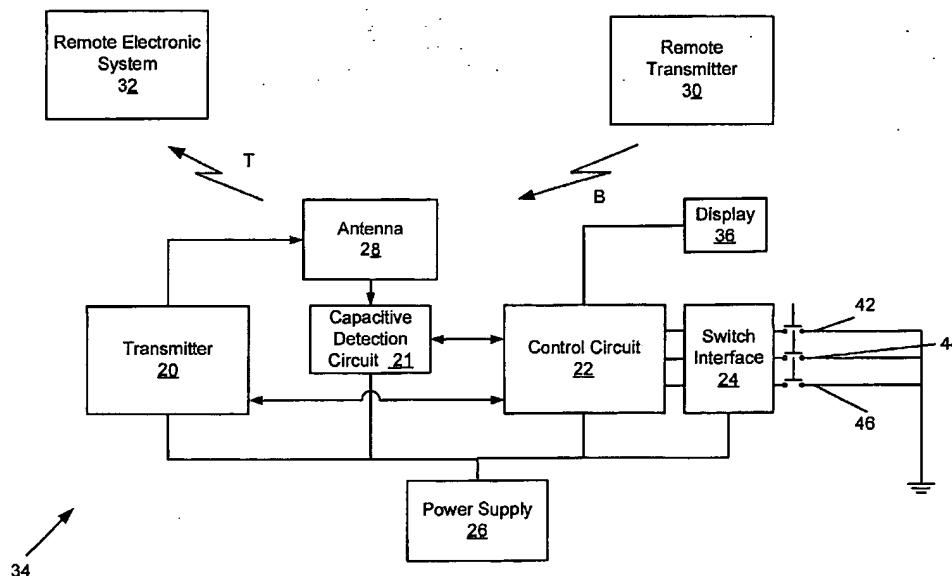 Remote Electronic
System
32
Remote
Transmitter
30
T
B
Antenna
28
Display
36
Transmitter
20
Capacitive
Detection
Circuit 21
Control Circuit
22
Switch
Interface
24
42
44
46
Power Supply
26
34